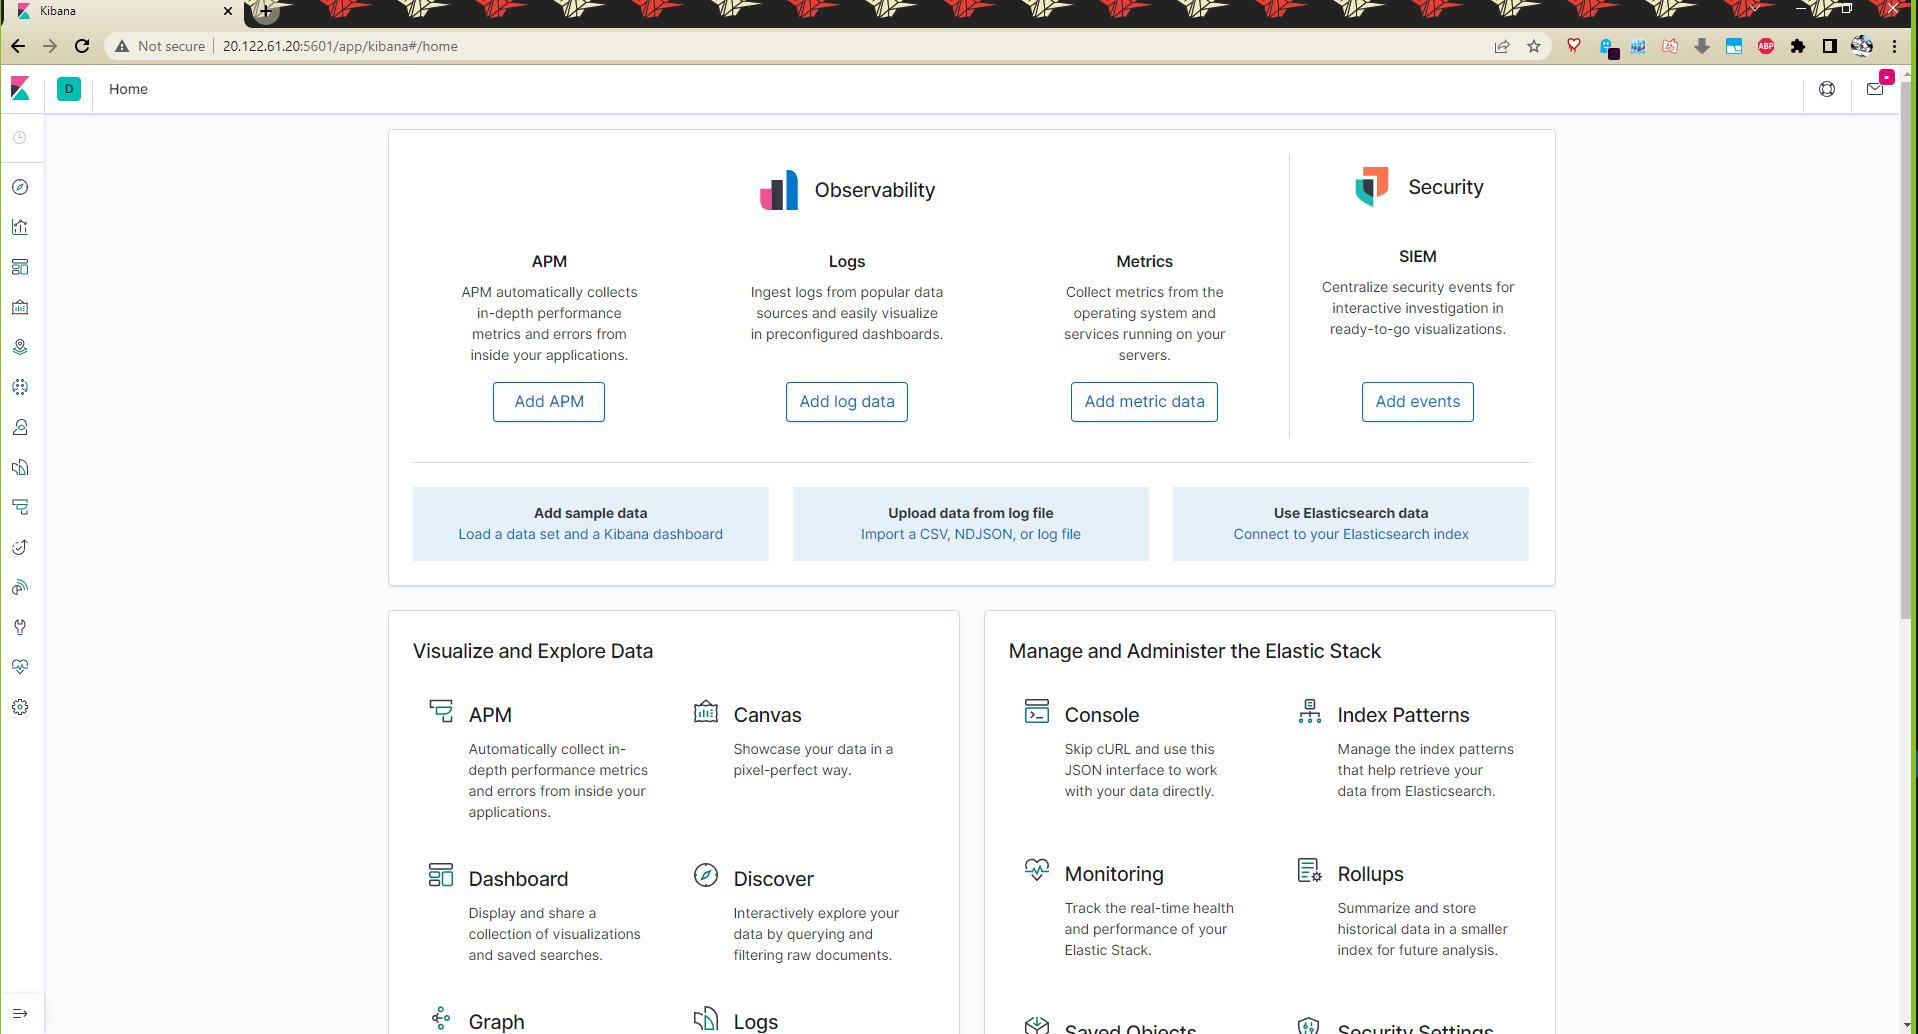 Kibana
Not secure
20.122.61.20:5601/app/kibana#/home
ABP
D
Home
Observability
Security
APM
APM automatically collects
in-depth performance
metrics and errors from
inside your applications.
Add APM
Logs
Ingest logs from popular data
sources and easily visualize
in preconfigured dashboards.
Add log data
Metrics
Collect metrics from the
operating system and
services running on your
servers.
Add metric data
SIEM
Centralize security events for
interactive investigation in
ready-to-go visualizations.
Add events
Add sample data
Load a data set and a Kibana dashboard
Upload data from log file
Import a CSV, NDJSON, or log file
Use Elasticsearch data
Connect to your Elasticsearch index
Visualize and Explore Data
APM
Automatically collect in-
depth performance metrics
and errors from inside your
applications.
Canvas
Showcase your data in a
pixel-perfect way.
Dashboard
Display and share a
collection of visualizations
and saved searches.
Discover
Interactively explore your
data by querying and
filtering raw documents.
Graph
Logs
Manage and Administer the Elastic Stack
Console
Skip cURL and use this
JSON interface to work
with your data directly.
Index Patterns
Manage the index patterns
that help retrieve your
data from Elasticsearch.
Monitoring
Track the real-time health
and performance of your
Elastic Stack.
Rollups
Summarize and store
historical data in a smaller
index for future analysis.
Saved Objects
Security Settings